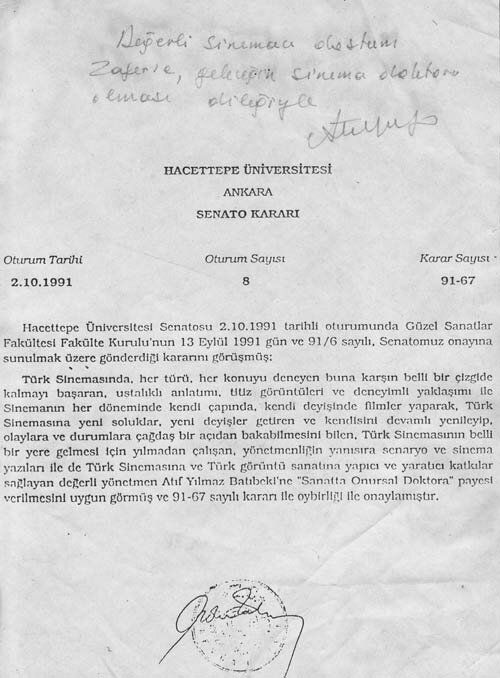 Değerli sinemacı dostum
Zafer'e, geleceğin sinema doktoru
olması dileğiyle
HACETTEPE ÜNİVERSİTESİ
ANKARA
SENATO KARARI
Oturum Tarihi Oturum Sayısı Karar Sayısı
2.10.1991 8 91-67
Hacettepe Üniversitesi Senatosu 2.10.1991 tarihli oturumunda Güzel Sanatlar
Fakültesi Fakülte Kurulu'nun 13 Eylül 1991 gün ve 91/6 sayılı, Senatomuz onayına
sunulmak üzere gönderdiği kararını görüşmüş;
Türk Sinemasında, her türü, her konuyu deneyen buna karşın belli bir çizgide
kalmayı başaran, ustalıklı anlatımı, titiz görüntüleri ve deneyimli yaklaşımı ile
Sinemanın her döneminde kendi çapında, kendi deyişinde filmler yaparak, Türk
Sinemasına yeni soluklar, yeni deyişler getiren ve kendisini devamlı yenileyip,
olaylara ve durumlara çağdaş bir açıdan bakabilmesini bilen, Türk Sinemasının belli
bir yere gelmesi için yılmadan çalışan, yönetmenliğin yanısıra senaryo ve sinema
yazıları ile de Türk Sinemasına ve Türk görüntü sanatına yapıcı ve yaratıcı katkılar
sağlayan değerli yönetmen Atıf Yılmaz Batıbeki'ne "Sanatta Onursal Doktora" payesi
verilmesini uygun görmüş ve 91-67 sayılı kararı ile oybirliği ile onaylamıştır.